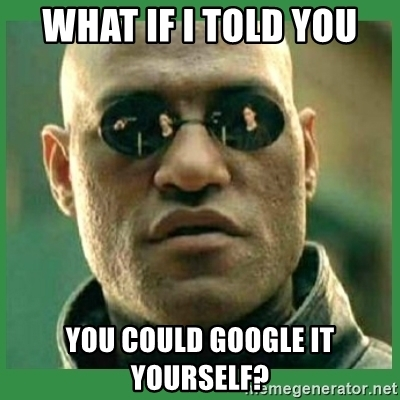 WHAT IF I TOLD YOU
YOU COULD GOOGLE IT
YOURSELF?
memegenerator.net